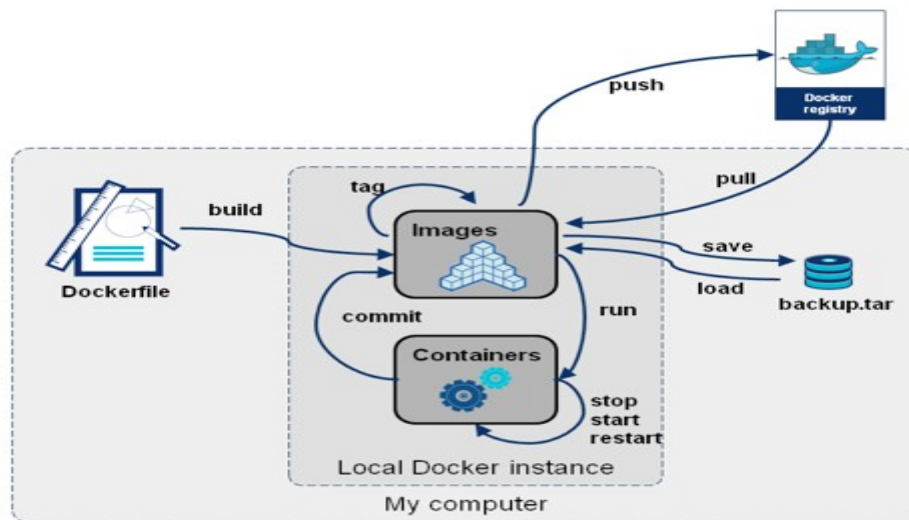 push
Docker
registry
pull
tag
build
Images
save
Dockerfile
load
backup.tar
commit
run
Containers
stop
start
restart
Local Docker instance
My computer